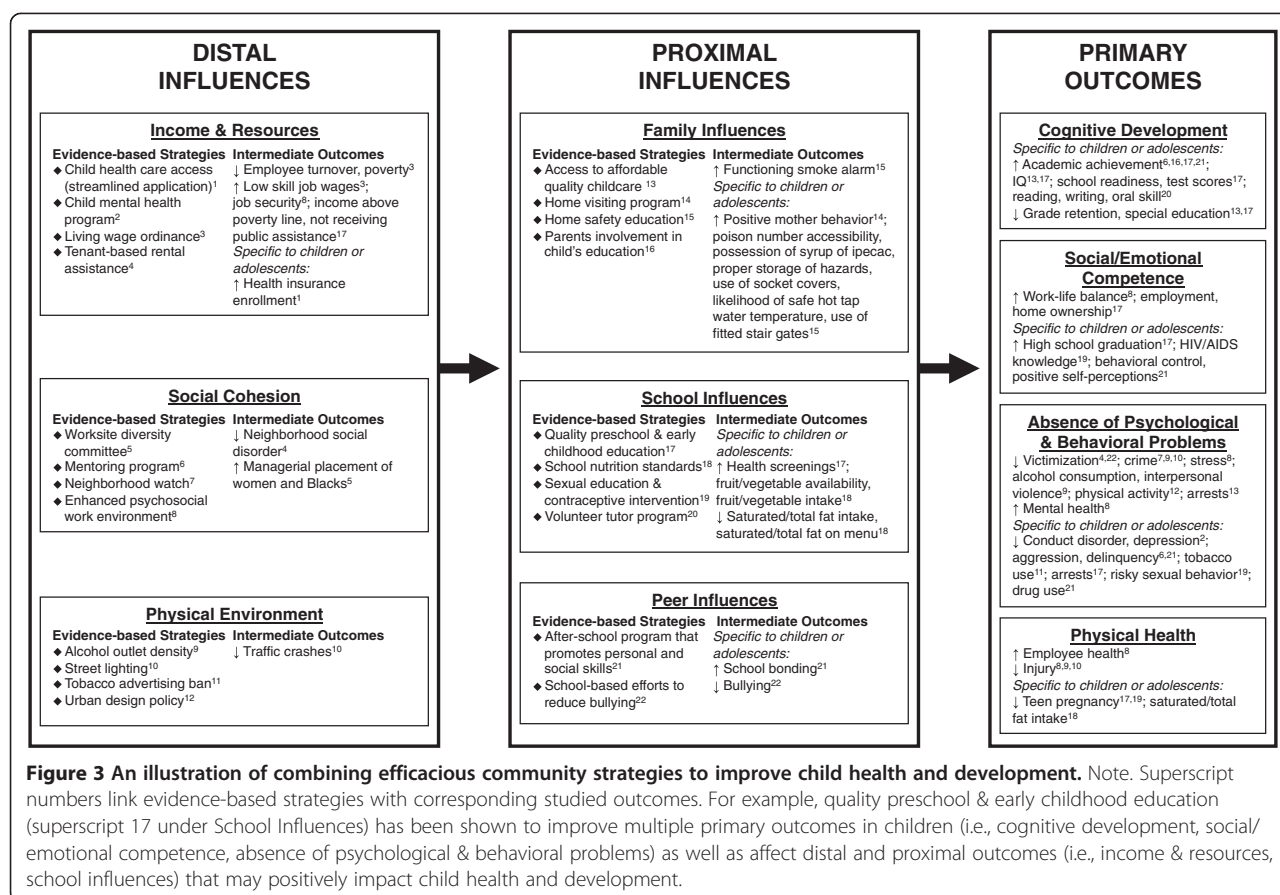 DISTAL
INFLUENCES
Income & Resources
Evidence-based Strategies
◆ Child health care access
(streamlined application)¹
◆ Child mental health
program²
◆ Living wage ordinance³
◆ Tenant-based rental
assistance⁴
Intermediate Outcomes
↓ Employee turnover, poverty³
↑ Low skill job wages³;
job security⁸; income above
poverty line, not receiving
public assistance¹⁷
Specific to children or
adolescents:
↑ Health insurance
enrollment¹
Social Cohesion
Evidence-based Strategies
◆ Worksite diversity
committee⁵
◆ Mentoring program⁶
◆ Neighborhood watch⁷
◆ Enhanced psychosocial
work environment⁸
Intermediate Outcomes
↓ Neighborhood social
disorder⁴
↑ Managerial placement of
women and Blacks⁵
Physical Environment
Evidence-based Strategies
◆ Alcohol outlet density⁹
◆ Street lighting¹⁰
◆ Tobacco advertising ban¹¹
◆ Urban design policy¹²
Intermediate Outcomes
↓ Traffic crashes¹⁰
PROXIMAL
INFLUENCES
Family Influences
Evidence-based Strategies
◆ Access to affordable
quality childcare ¹³
◆ Home visiting program¹⁴
◆ Home safety education¹⁵
◆ Parents involvement in
child's education¹⁶
Intermediate Outcomes
↑ Functioning smoke alarm¹⁵
Specific to children or
adolescents:
↑ Positive mother behavior¹⁴;
poison number accessibility,
possession of syrup of ipecac,
proper storage of hazards,
use of socket covers,
likelihood of safe hot tap
water temperature, use of
fitted stair gates¹⁵
School Influences
Evidence-based Strategies
◆ Quality preschool & early
childhood education¹⁷
◆ School nutrition standards¹⁸
◆ Sexual education &
contraceptive intervention¹⁹
◆ Volunteer tutor program²⁰
Intermediate Outcomes
Specific to children or
adolescents:
↑ Health screenings¹⁷;
fruit/vegetable availability,
fruit/vegetable intake¹⁸
↓ Saturated/total fat intake,
saturated/total fat on menu¹⁸
Peer Influences
Evidence-based Strategies
◆ After-school program that
promotes personal and
social skills²¹
◆ School-based efforts to
reduce bullying²²
Intermediate Outcomes
Specific to children or
adolescents:
↑ School bonding²¹
↓ Bullying²²
PRIMARY
OUTCOMES
Cognitive Development
Specific to children or adolescents:
↑ Academic achievement⁶,¹⁶,¹⁷,²¹;
IQ¹³,¹⁷; school readiness, test scores¹⁷;
reading, writing, oral skill²⁰
↓ Grade retention, special education¹³,¹⁷
Social/Emotional
Competence
↑ Work-life balance⁸; employment,
home ownership¹⁷
Specific to children or adolescents:
↑ High school graduation¹⁷; HIV/AIDS
knowledge¹⁹; behavioral control,
positive self-perceptions²¹
Absence of Psychological
& Behavioral Problems
↓ Victimization⁴,²²; crime⁷,⁹,¹⁰; stress⁸;
alcohol consumption, interpersonal
violence⁹; physical activity¹²; arrests¹³
↑ Mental health⁸
Specific to children or adolescents:
↓ Conduct disorder, depression²;
aggression, delinquency⁶,²¹; tobacco
use¹¹; arrests¹⁷; risky sexual behavior¹⁹;
drug use²¹
Physical Health
↑ Employee health⁸
↓ Injury⁸,⁹,¹⁰
Specific to children or adolescents:
↓ Teen pregnancy¹⁷,¹⁹; saturated/total
fat intake¹⁸
Figure 3 An illustration of combining efficacious community strategies to improve child health and development. Note. Superscript
numbers link evidence-based strategies with corresponding studied outcomes. For example, quality preschool & early childhood education
(superscript 17 under School Influences) has been shown to improve multiple primary outcomes in children (i.e., cognitive development, social/
emotional competence, absence of psychological & behavioral problems) as well as affect distal and proximal outcomes (i.e., income & resources,
school influences) that may positively impact child health and development.